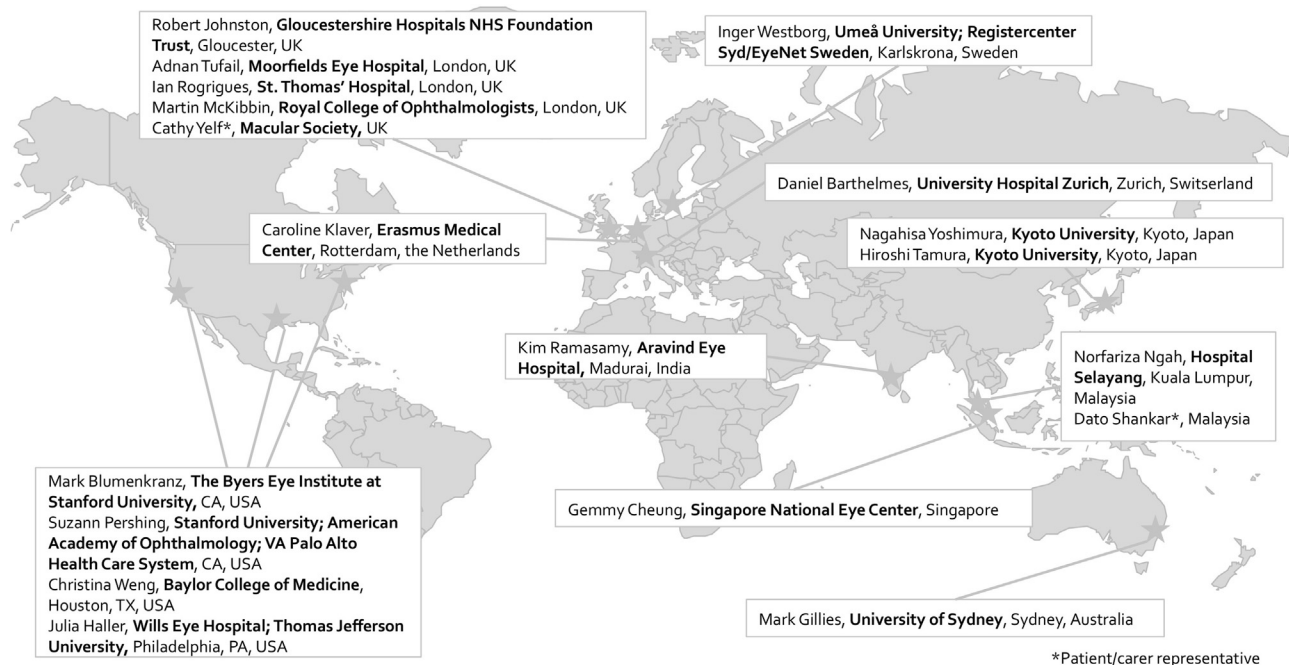 Robert Johnston, Gloucestershire Hospitals NHS Foundation
Trust, Gloucester, UK
Adnan Tufail, Moorfields Eye Hospital, London, UK
Ian Rogrigues, St. Thomas' Hospital, London, UK
Martin McKibbin, Royal College of Ophthalmologists, London, UK
Cathy Yelf*, Macular Society, UK
Inger Westborg, Umeå University; Registercenter
Syd/EyeNet Sweden, Karlskrona, Sweden
Daniel Barthelmes, University Hospital Zurich, Zurich, Switserland
Caroline Klaver, Erasmus Medical
Center, Rotterdam, the Netherlands
Nagahisa Yoshimura, Kyoto University, Kyoto, Japan
Hiroshi Tamura, Kyoto University, Kyoto, Japan
Kim Ramasamy, Aravind Eye
Hospital, Madurai, India
Norfariza Ngah, Hospital
Selayang, Kuala Lumpur,
Malaysia
Dato Shankar*, Malaysia
Mark Blumenkranz, The Byers Eye Institute at
Stanford University, CA, USA
Suzann Pershing, Stanford University; American
Academy of Ophthalmology; VA Palo Alto
Health Care System, CA, USA
Christina Weng, Baylor College of Medicine,
Houston, TX, USA
Julia Haller, Wills Eye Hospital; Thomas Jefferson
University, Philadelphia, PA, USA
Gemmy Cheung, Singapore National Eye Center, Singapore
Mark Gillies, University of Sydney, Sydney, Australia
*Patient/carer representative